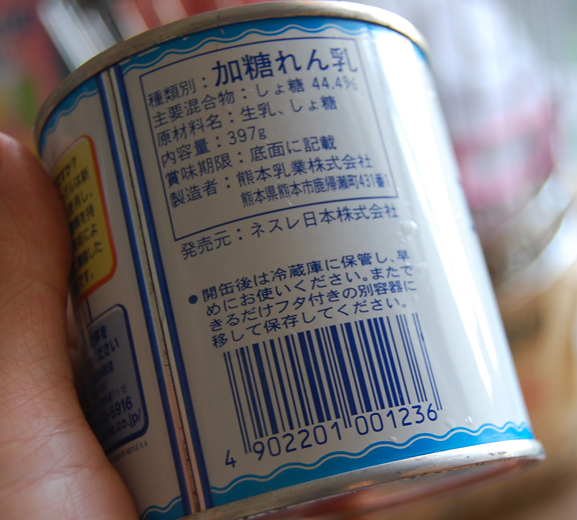 種類別：加糖れん乳
主要混合物：しょ糖 44.4%
原材料名：生乳、しょ糖
内容量：397g
賞味期限：底面に記載
製造者：熊本乳業株式会社
熊本県熊本市鹿帰瀬町431番1
発売元：ネスレ日本株式会社
●開缶後は冷蔵庫に保管し、早
めにお使いください。またで
きるだけフタ付きの別容器に
移して保存してください。
4 902201 001236
-5916